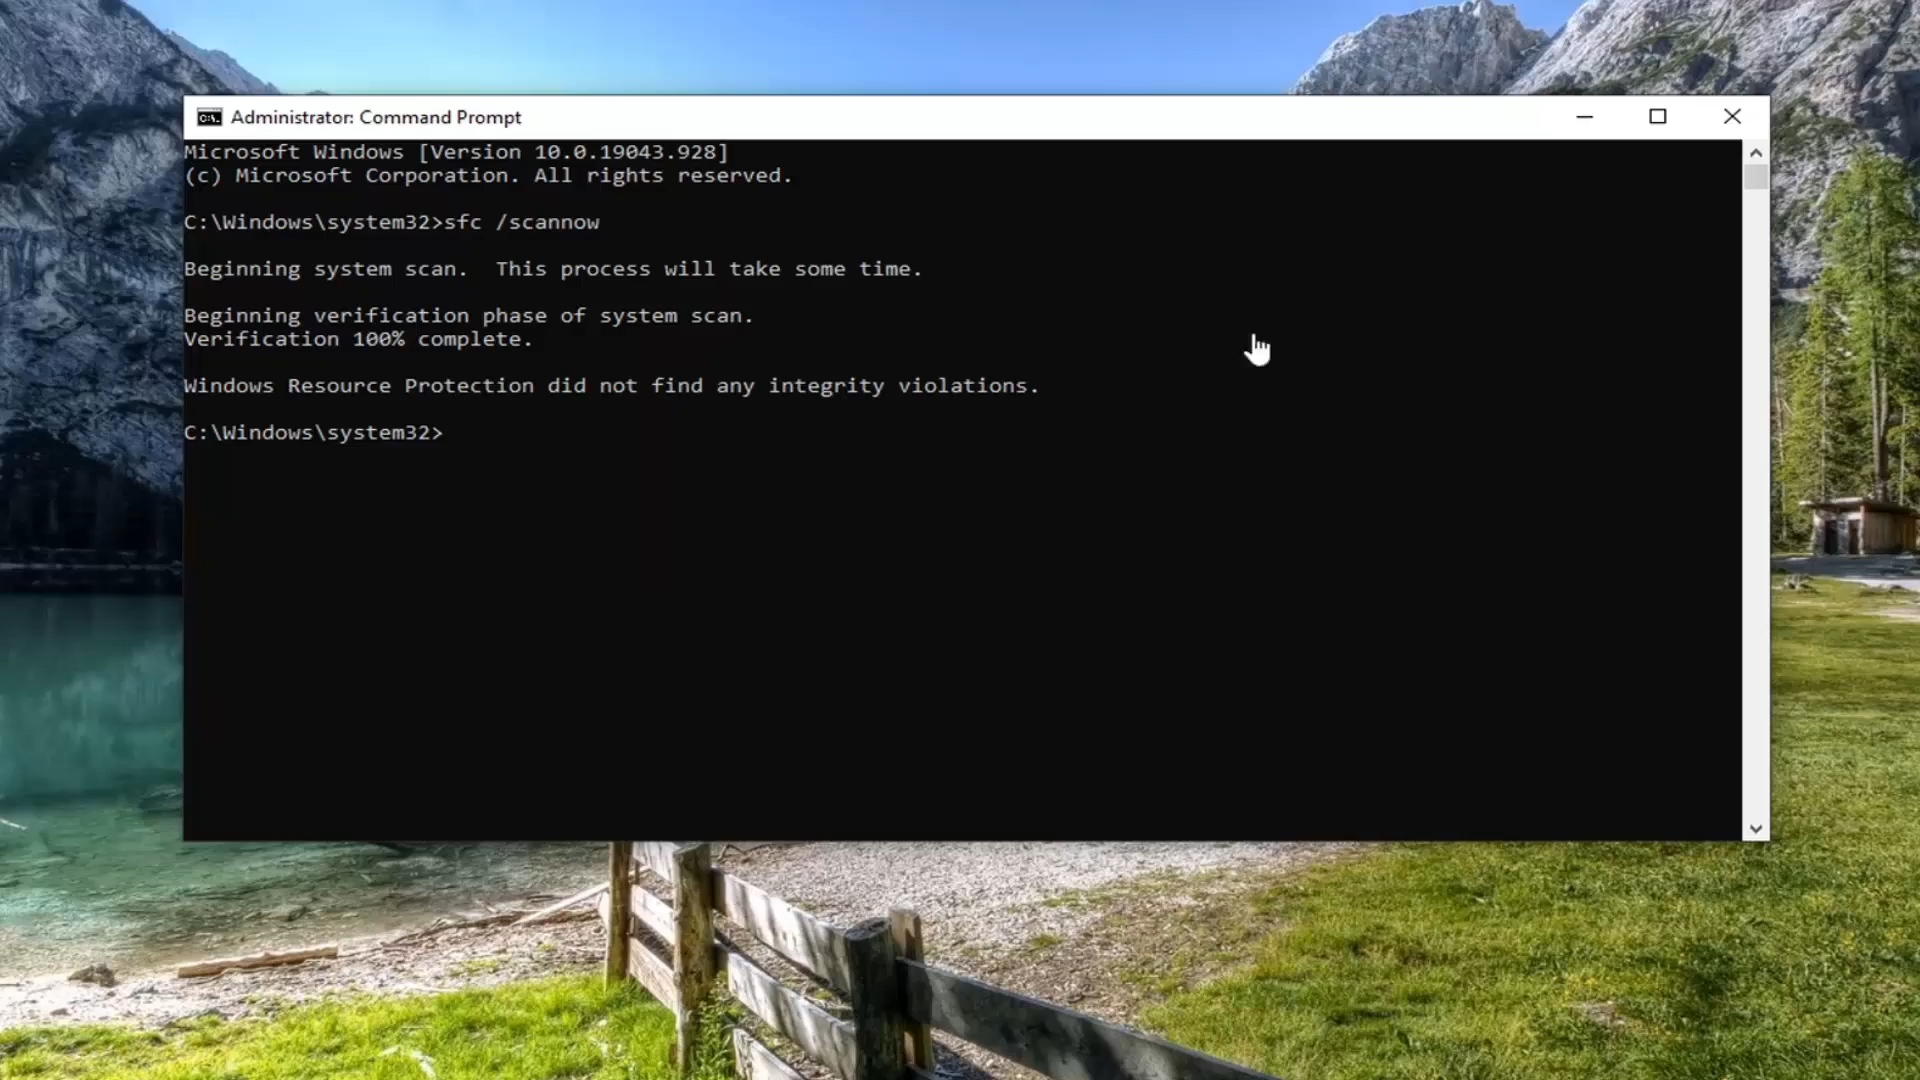 Administrator: Command Prompt
Microsoft Windows [Version 10.0.19043.928]
(c) Microsoft Corporation. All rights reserved.
C:\Windows\system32>sfc /scannow
Beginning system scan.  This process will take some time.
Beginning verification phase of system scan.
Verification 100% complete.
Windows Resource Protection did not find any integrity violations.
C:\Windows\system32>